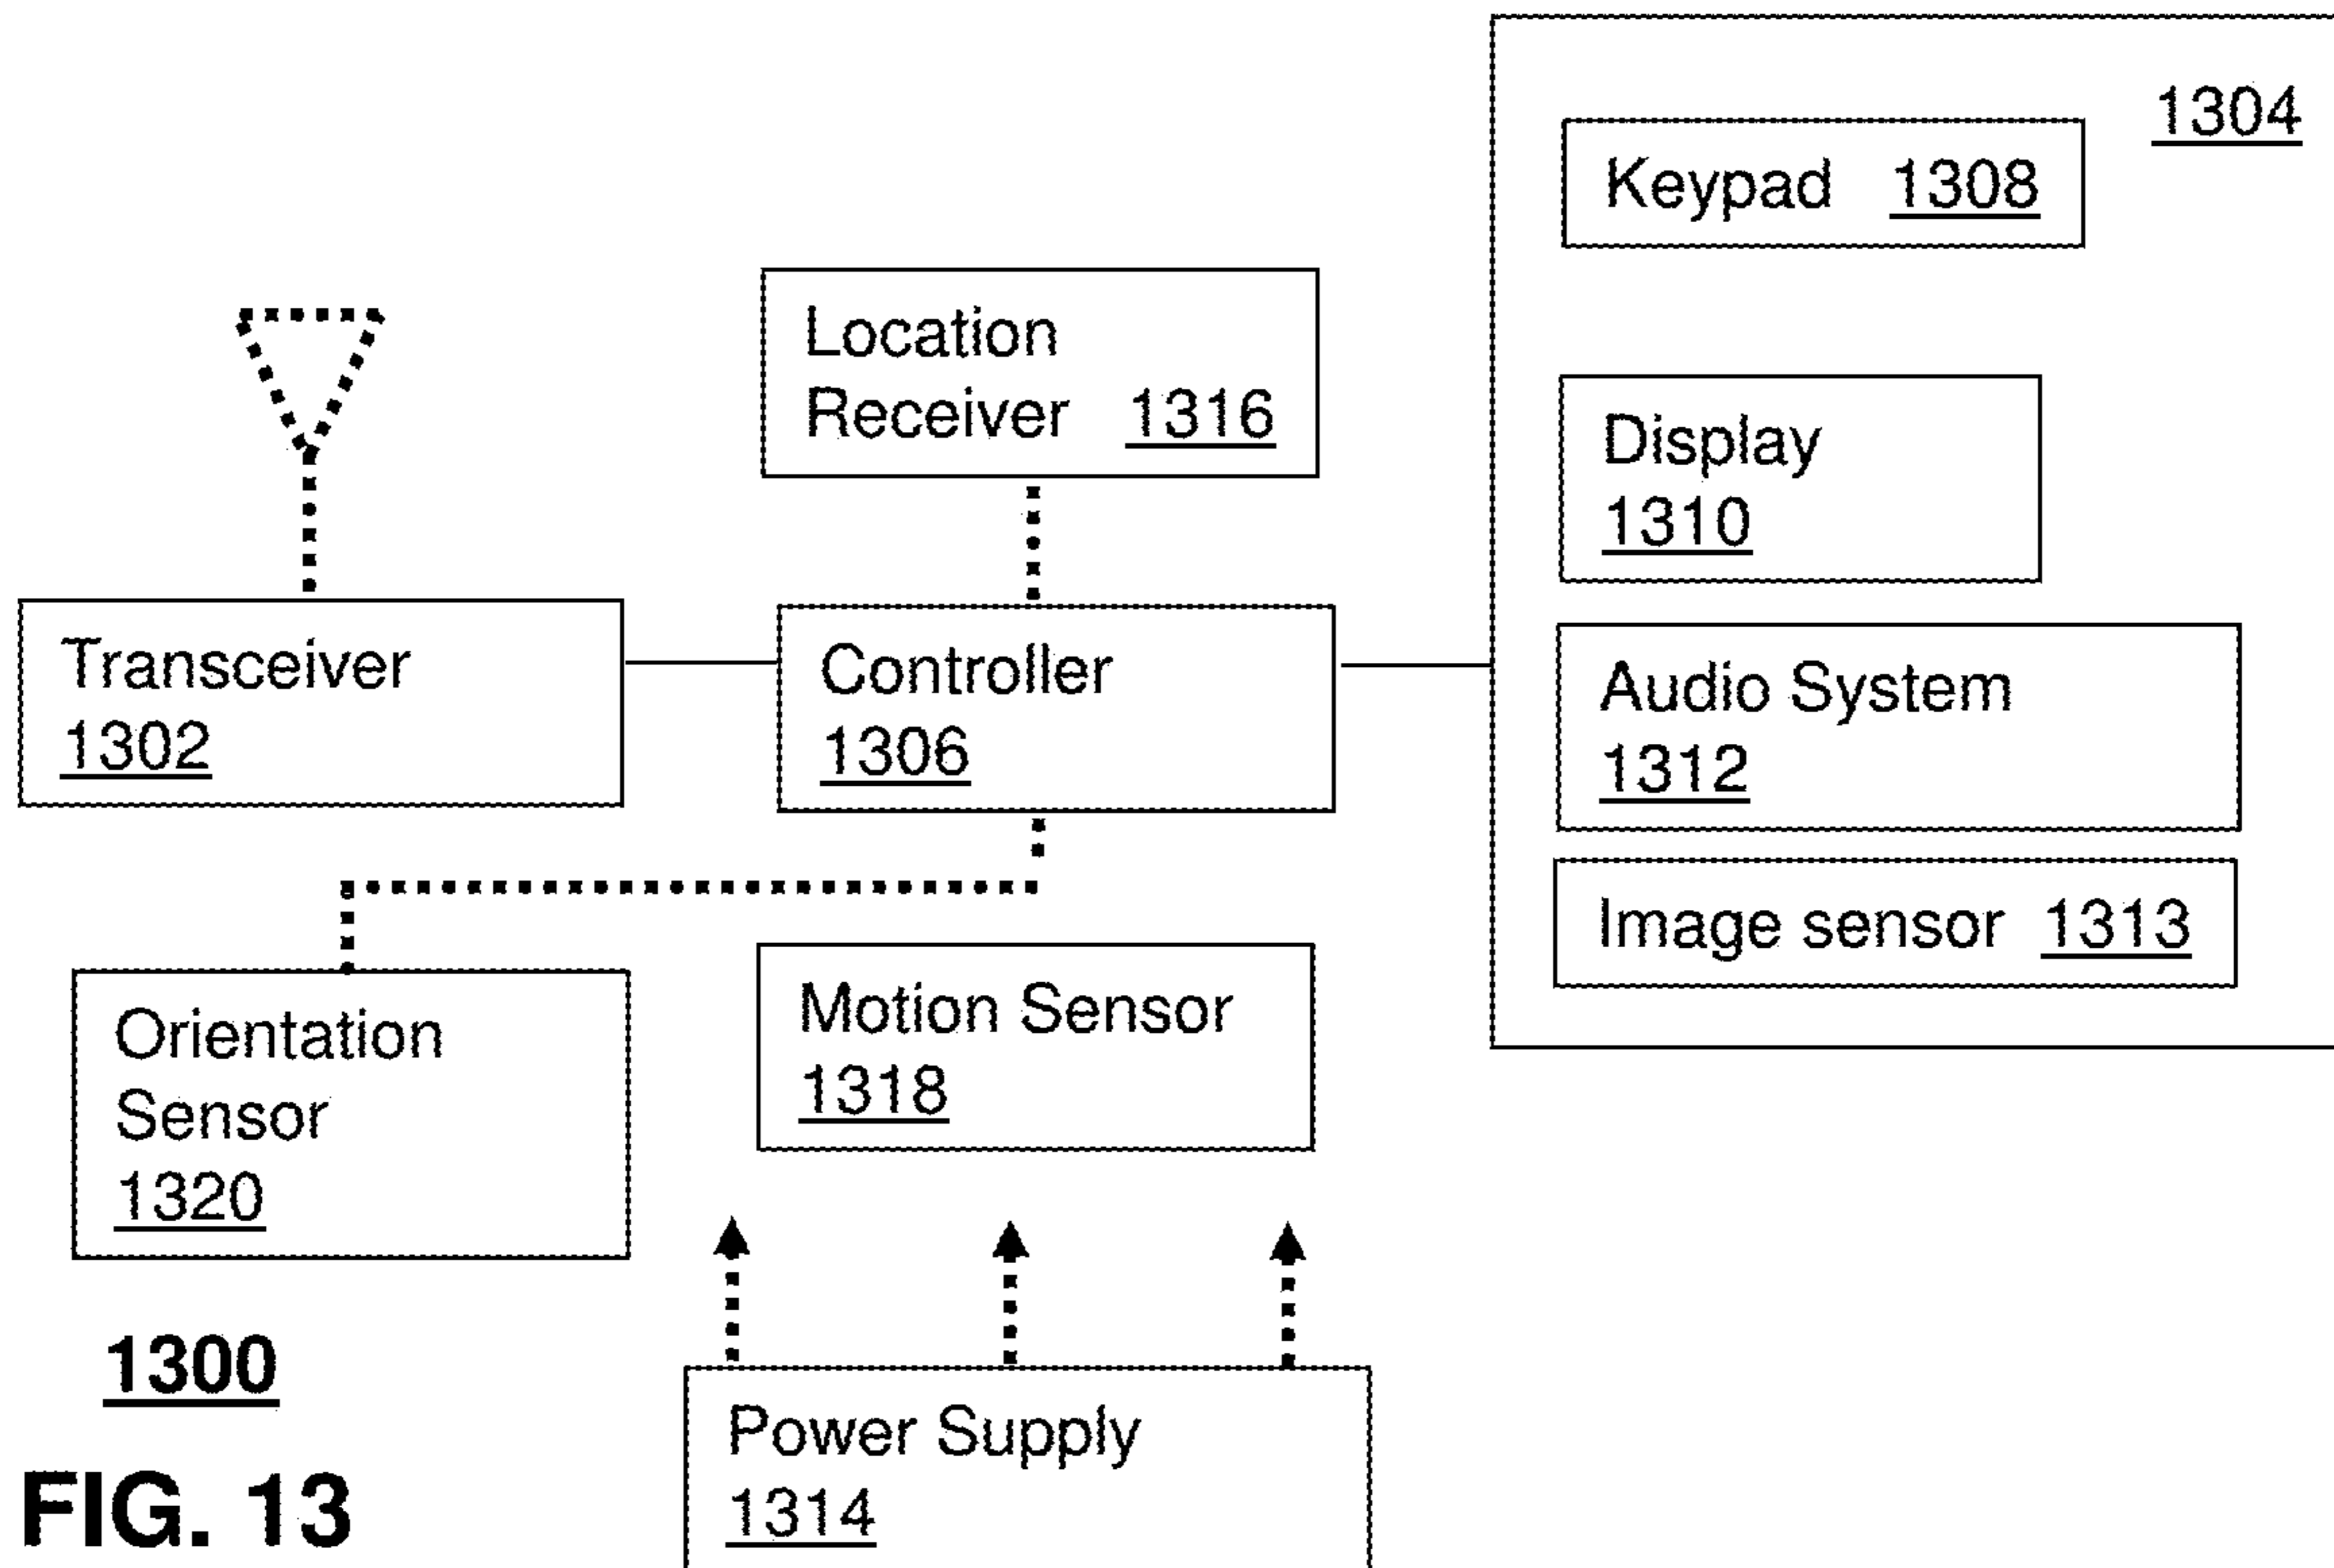 1304
Keypad 1308
Location
Receiver 1316
Display
1310
Transceiver
1302
Controller
1306
Audio System
1312
Image sensor 1313
Orientation
Sensor
1320
Motion Sensor
1318
1300
Power Supply
1314
FIG. 13